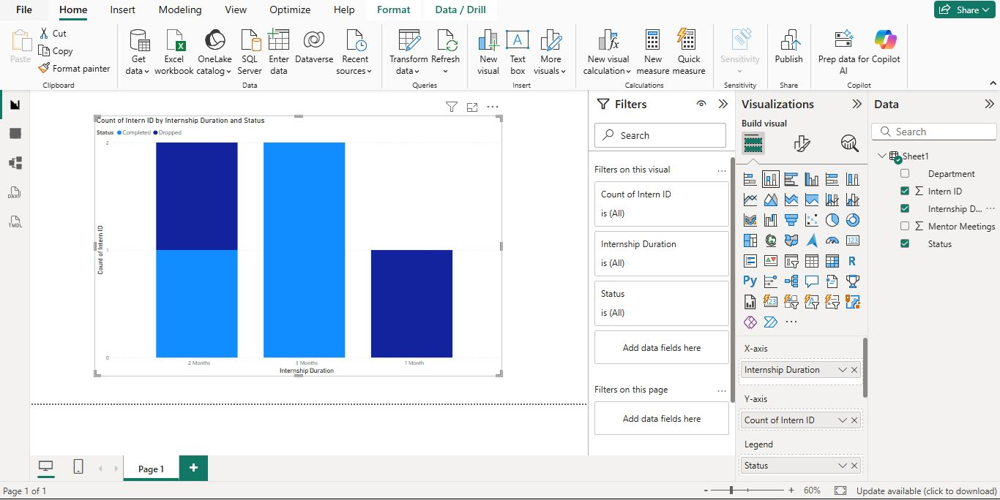 File Home Insert Modeling View Optimize Help Format Data / Drill Share
Paste
Cut
Copy
Format painter
Clipboard
Get data
Excel workbook
OneLake catalog
SQL Server
Enter data
Dataverse
Recent sources
Data
Transform data
Refresh
Queries
New visual
Text box
More visuals
Insert
New visual calculation
New measure
Quick measure
Calculations
Sensitivity
Sensitivity
Publish
Share
Prep data for AI
Copilot
Copilot
DAX
TMDL
Count of Intern ID by Internship Duration and Status
Status Completed Dropped
2
1
0
Count of Intern ID
2 Months 3 Months 1 Month
Internship Duration
Filters
Search
Filters on this visual
Count of Intern ID
is (All)
Internship Duration
is (All)
Status
is (All)
Add data fields here
Filters on this page
Add data fields here
Visualizations
Build visual
123
R
Py
123
X-axis
Internship Duration
Y-axis
Count of Intern ID
Legend
Status
Data
Search
Sheet1
Department
Intern ID
Internship D...
Mentor Meetings
Status
Page 1
Page 1 of 1
60%
Update available (click to download)